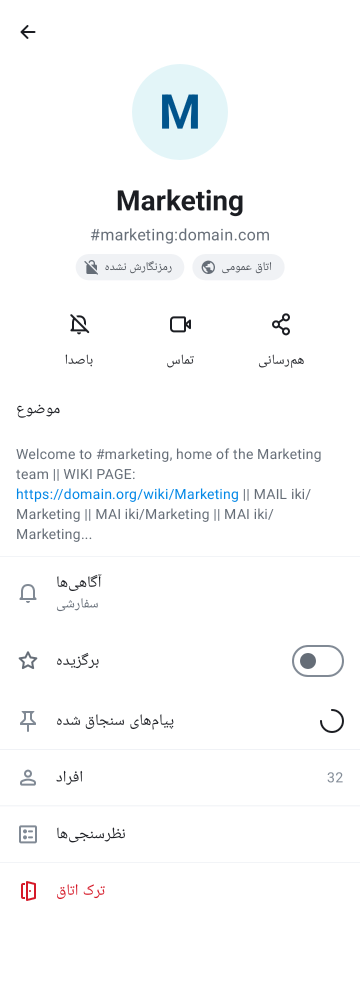 M
Marketing
#marketing:domain.com
رمزنگارش نشده
اتاق عمومی
باصدا
تماس
هم‌رسانی
موضوع
Welcome to #marketing, home of the Marketing
team || WIKI PAGE:
https://domain.org/wiki/Marketing || MAIL iki/
Marketing || MAI iki/Marketing || MAI iki/
Marketing...
آگاهی‌ها
سفارشی
برگزیده
پیام‌های سنجاق شده
افراد
32
نظرسنجی‌ها
ترک اتاق